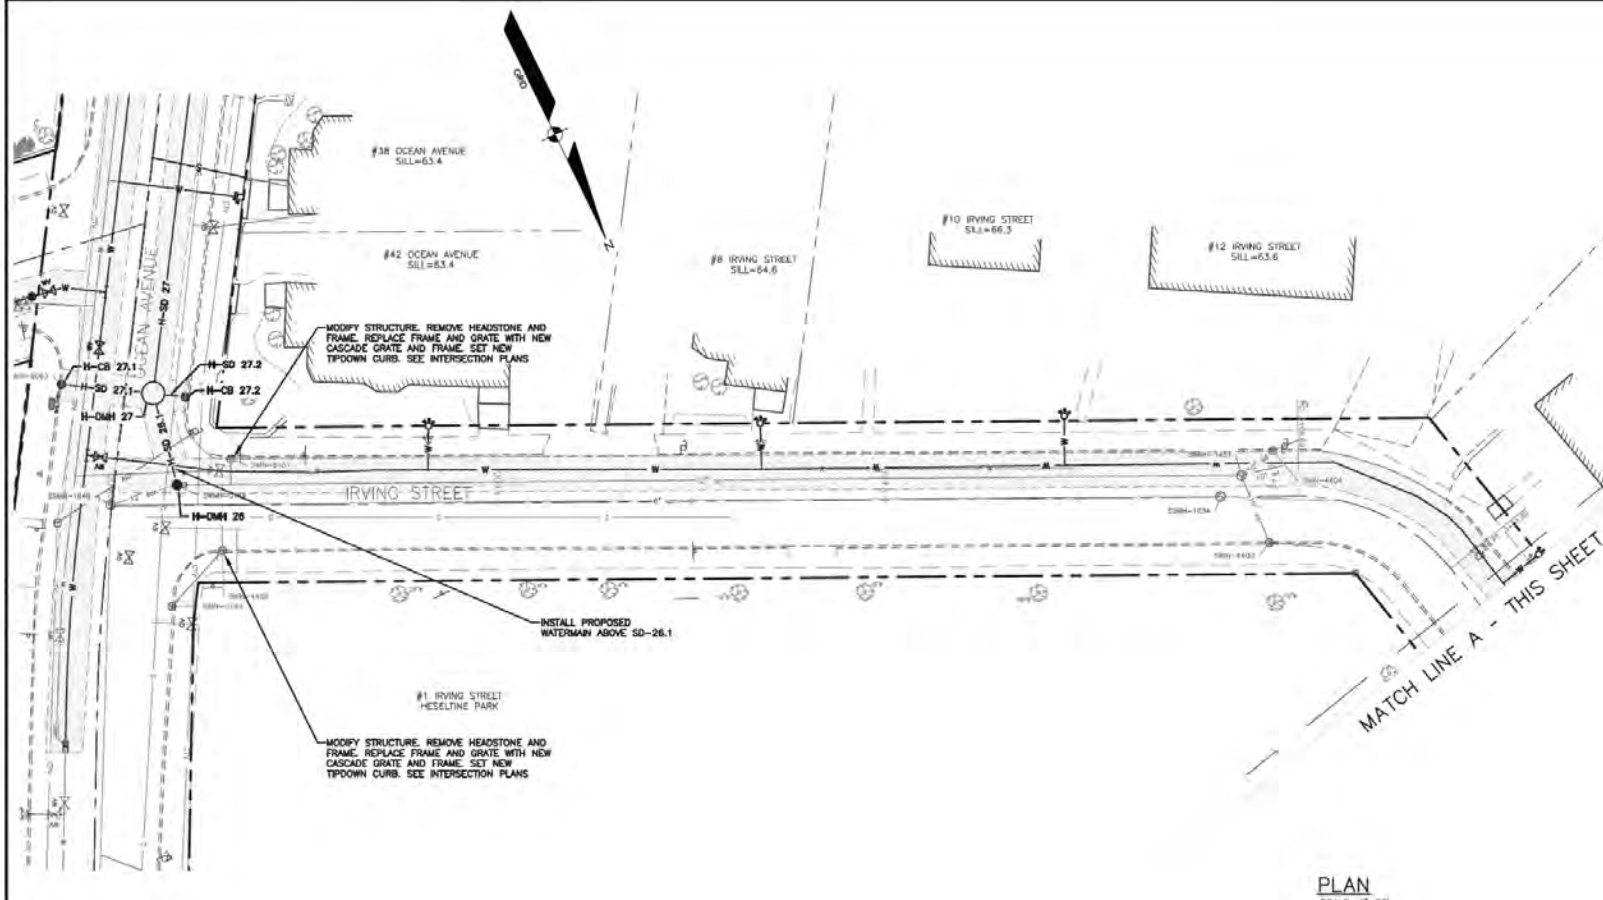 GRID
N
#38 OCEAN AVENUE
SILL=63.4
#42 OCEAN AVENUE
SILL=63.4
#8 IRVING STREET
SILL=64.6
#10 IRVING STREET
SILL=66.3
#12 IRVING STREET
SILL=63.6
OCEAN AVENUE
H-SD 27
MODIFY STRUCTURE. REMOVE HEADSTONE AND
FRAME. REPLACE FRAME AND GRATE WITH NEW
CASCADE GRATE AND FRAME. SET NEW
TIPDOWN CURB. SEE INTERSECTION PLANS
H-CB 27.1
H-SD 27.2
H-SD 27.1
H-CB 27.2
H-DMH 27
H-SD 26.1
IRVING STREET
H-DMH 26
INSTALL PROPOSED
WATERMAIN ABOVE SD-26.1
#1 IRVING STREET
HESELTINE PARK
MODIFY STRUCTURE. REMOVE HEADSTONE AND
FRAME. REPLACE FRAME AND GRATE WITH NEW
CASCADE GRATE AND FRAME. SET NEW
TIPDOWN CURB. SEE INTERSECTION PLANS
MATCH LINE A - THIS SHEET
PLAN